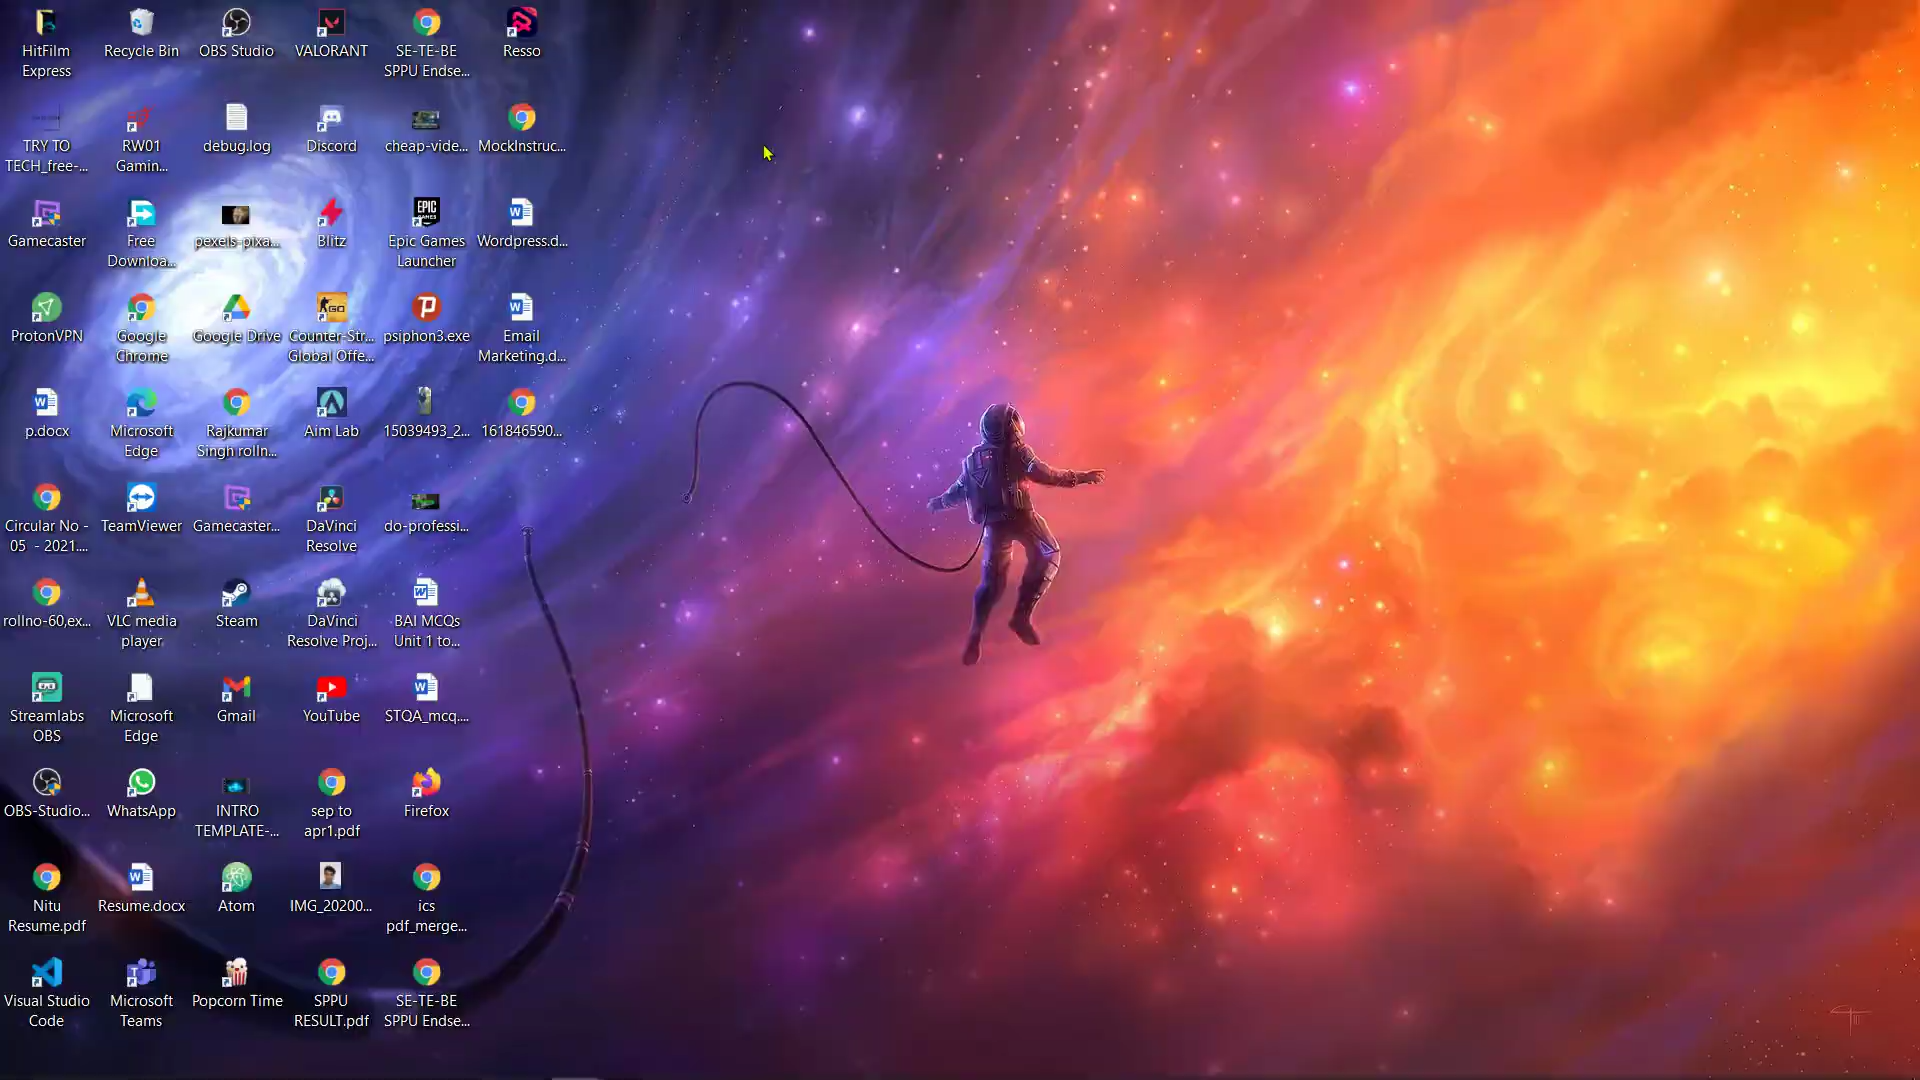 HitFilm
Express
Recycle Bin
OBS Studio
VALORANT
SE-TE-BE
SPPU Endse...
Resso
TRY TO
TECH_free-...
RW01
Gamin...
debug.log
Discord
cheap-vide...
MockInstruc...
Gamecaster
Free
Downloa...
pexels-pixa...
Blitz
Epic Games
Launcher
Wordpress.d...
ProtonVPN
Google
Chrome
Google Drive
Counter-Str...
Global Offe...
psiphon3.exe
Email
Marketing.d...
p.docx
Microsoft
Edge
Rajkumar
Singh rolln...
Aim Lab
15039493_2...
161846590...
Circular No -
05 - 2021....
TeamViewer
Gamecaster...
DaVinci
Resolve
do-professi...
rollno-60,ex...
VLC media
player
Steam
DaVinci
Resolve Proj...
BAI MCQs
Unit 1 to...
Streamlabs
OBS
Microsoft
Edge
Gmail
YouTube
STQA_mcq....
OBS-Studio...
WhatsApp
INTRO
TEMPLATE-...
sep to
apr1.pdf
Firefox
Nitu
Resume.pdf
Resume.docx
Atom
IMG_20200...
ics
pdf_merge...
Visual Studio
Code
Microsoft
Teams
Popcorn Time
SPPU
RESULT.pdf
SE-TE-BE
SPPU Endse...